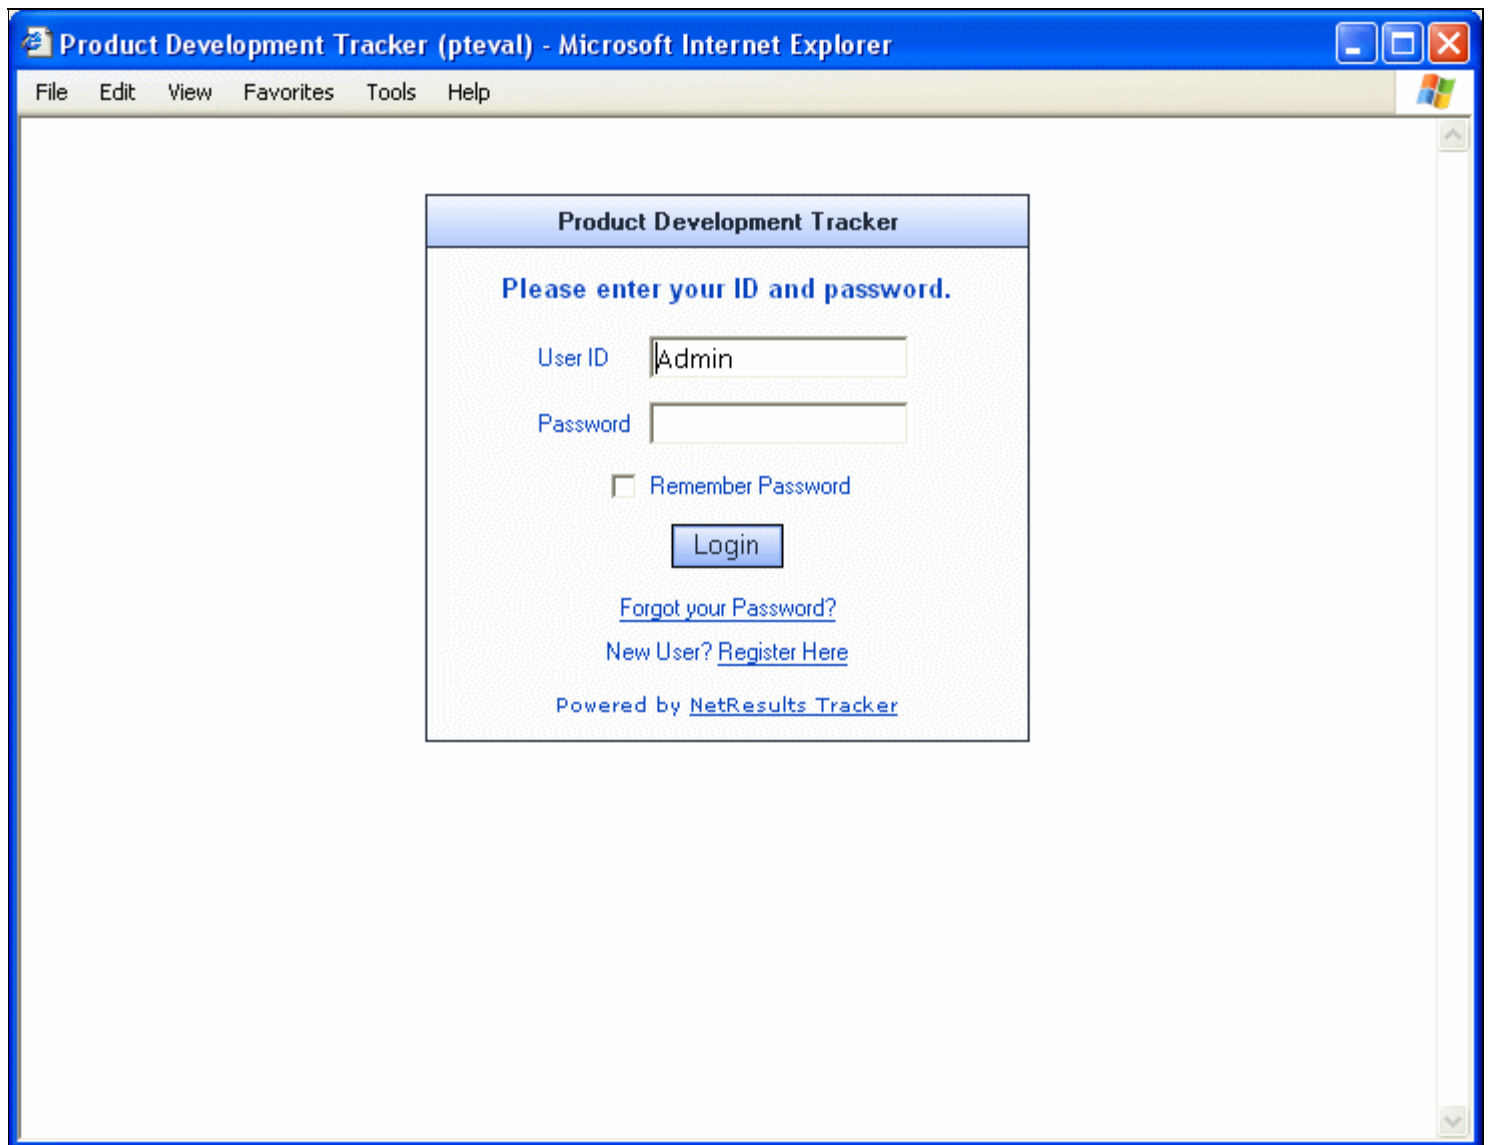 Product Development Tracker (pteval) - Microsoft Internet Explorer
File Edit View Favorites Tools Help
Product Development Tracker
Please enter your ID and password.
User ID Admin
Password
Remember Password
Login
Forgot your Password?
New User? Register Here
Powered by NetResults Tracker